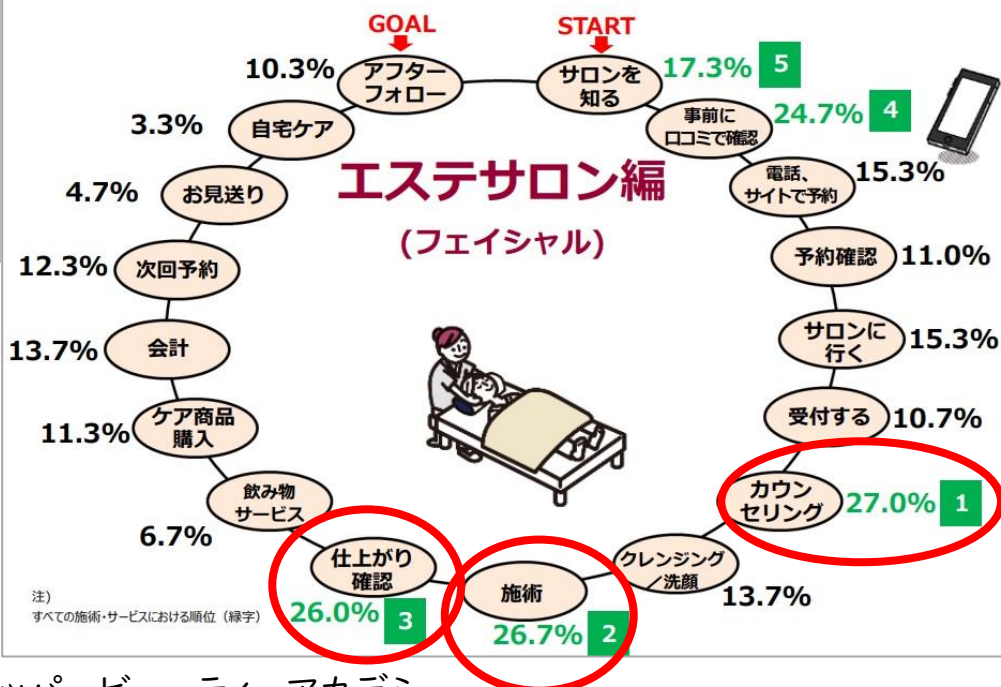 GOAL
START
サロンを
知る
17.3% 5
事前に
口コミで確認
24.7% 4
電話、
サイトで予約
15.3%
予約確認
11.0%
サロンに
行く
15.3%
受付する
10.7%
カウン
セリング
27.0% 1
クレンジング
／洗顔
13.7%
施術
26.7% 2
仕上がり
確認
26.0% 3
飲み物
サービス
6.7%
ケア商品
購入
11.3%
会計
13.7%
次回予約
12.3%
お見送り
4.7%
自宅ケア
3.3%
アフター
フォロー
10.3%
エステサロン編
(フェイシャル)
注)
すべての施術・サービスにおける順位（緑字）